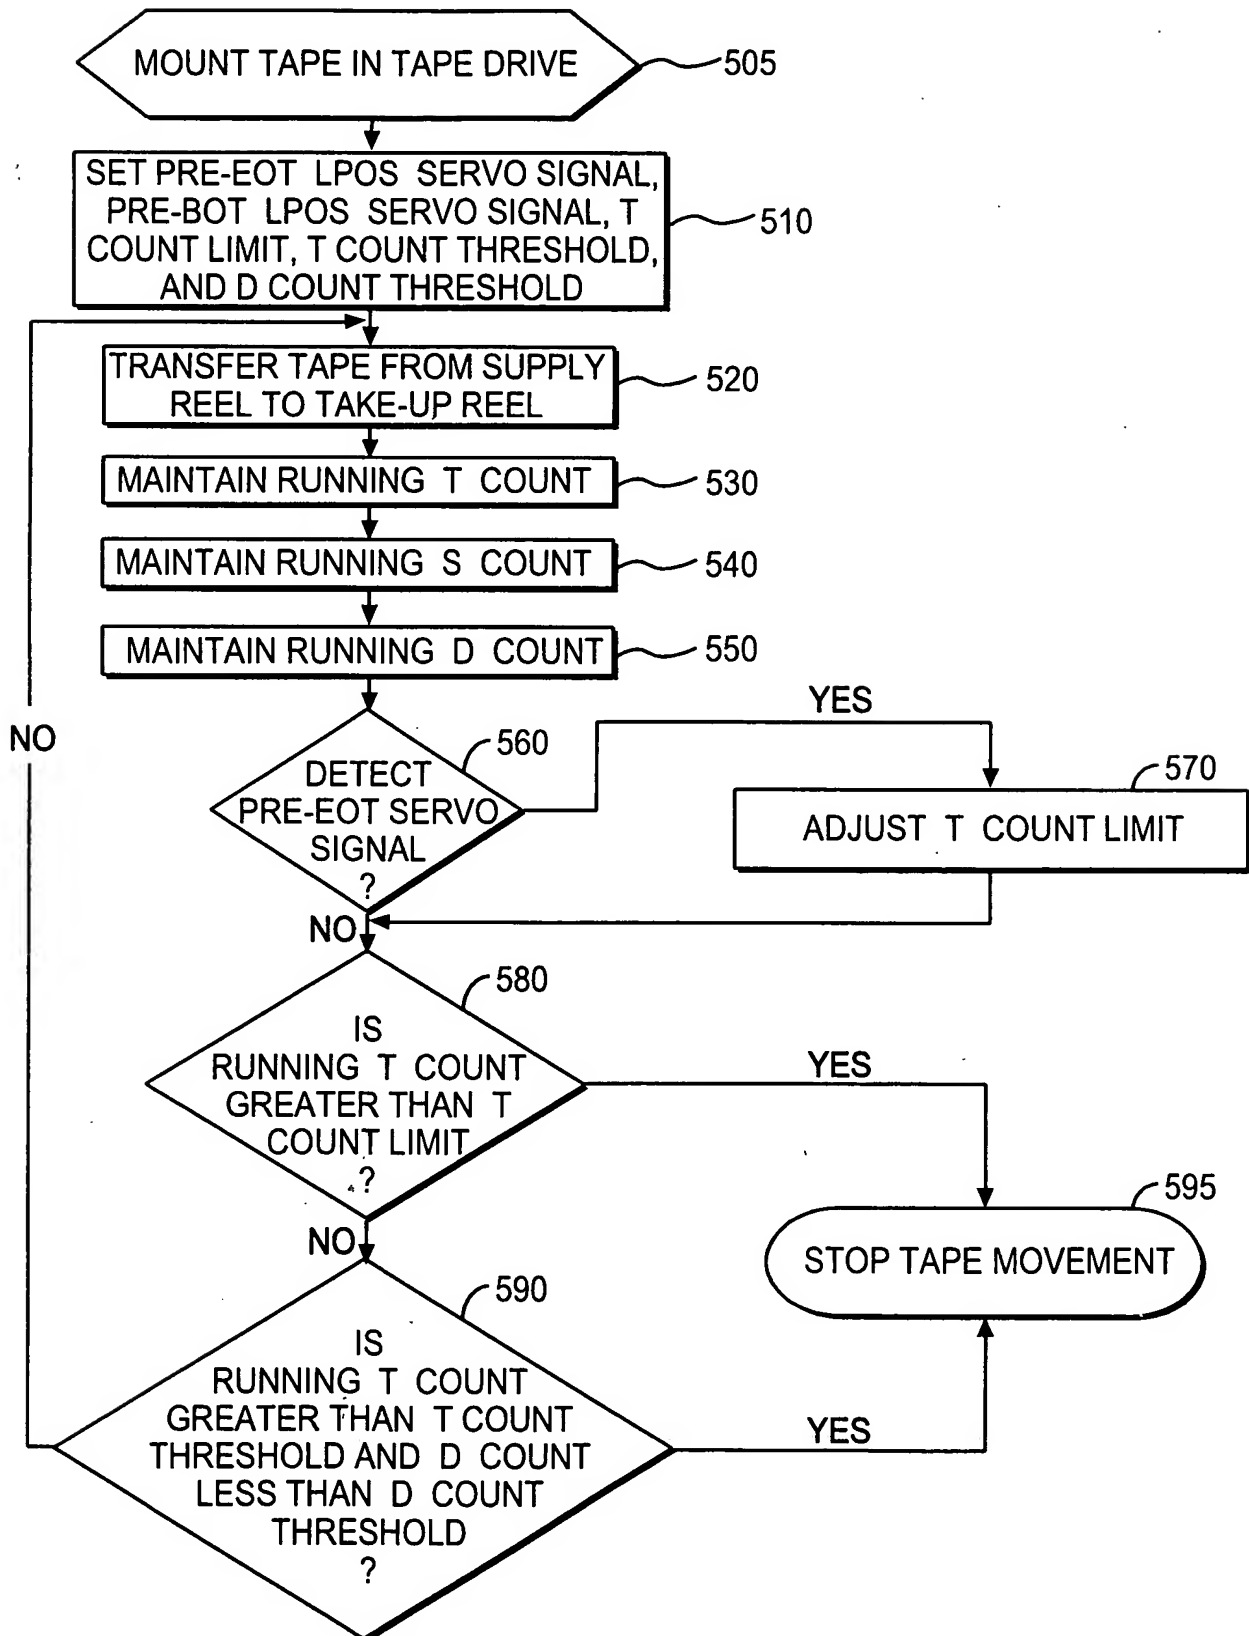 MOUNT TAPE IN TAPE DRIVE
505
SET PRE-EOT LPOS SERVO SIGNAL,
PRE-BOT LPOS SERVO SIGNAL, T
COUNT LIMIT, T COUNT THRESHOLD,
AND D COUNT THRESHOLD
510
TRANSFER TAPE FROM SUPPLY
REEL TO TAKE-UP REEL
520
MAINTAIN RUNNING T COUNT
530
MAINTAIN RUNNING S COUNT
540
MAINTAIN RUNNING D COUNT
550
NO
560
DETECT
PRE-EOT SERVO
SIGNAL
?
YES
570
ADJUST T COUNT LIMIT
NO
580
IS
RUNNING T COUNT
GREATER THAN T
COUNT LIMIT
?
YES
NO
595
STOP TAPE MOVEMENT
590
IS
RUNNING T COUNT
GREATER THAN T COUNT
THRESHOLD AND D COUNT
LESS THAN D COUNT
THRESHOLD
?
YES